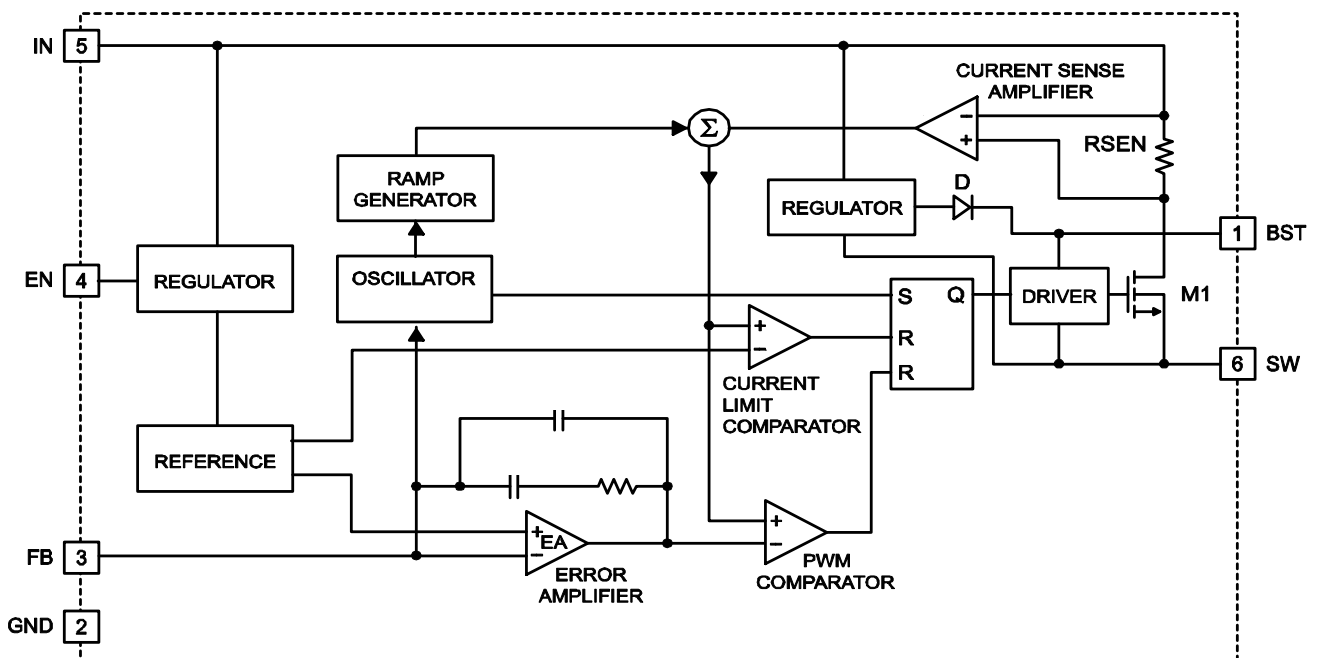 IN 5
CURRENT SENSE
AMPLIFIER
Σ
−
+
RSEN
RAMP
GENERATOR
D
REGULATOR
1 BST
EN 4
REGULATOR
OSCILLATOR
S Q
DRIVER
M1
+
−
R
R
6 SW
CURRENT
LIMIT
COMPARATOR
REFERENCE
+
EA
−
+
−
FB 3
ERROR
AMPLIFIER
PWM
COMPARATOR
GND 2